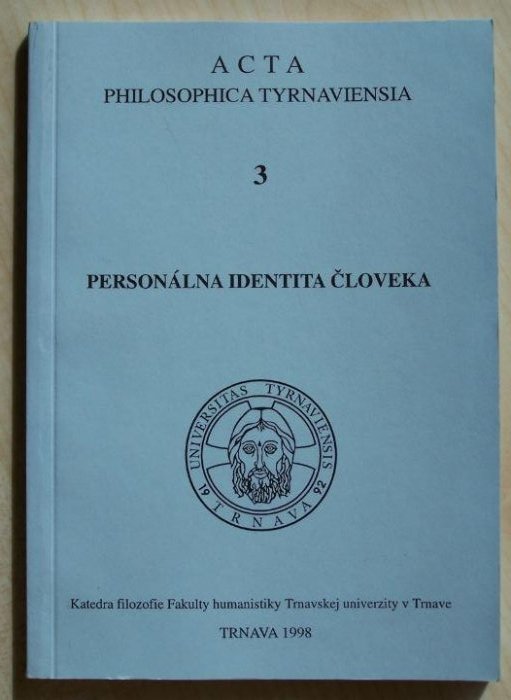 ACTA
PHILOSOPHICA TYRNAVIENSIA
3
PERSONÁLNA IDENTITA ČLOVEKA
UNIVERSITAS TYRNAVIENSIS
19 92
TRNAVA
Katedra filozofie Fakulty humanistiky Trnavskej univerzity v Trnave
TRNAVA 1998